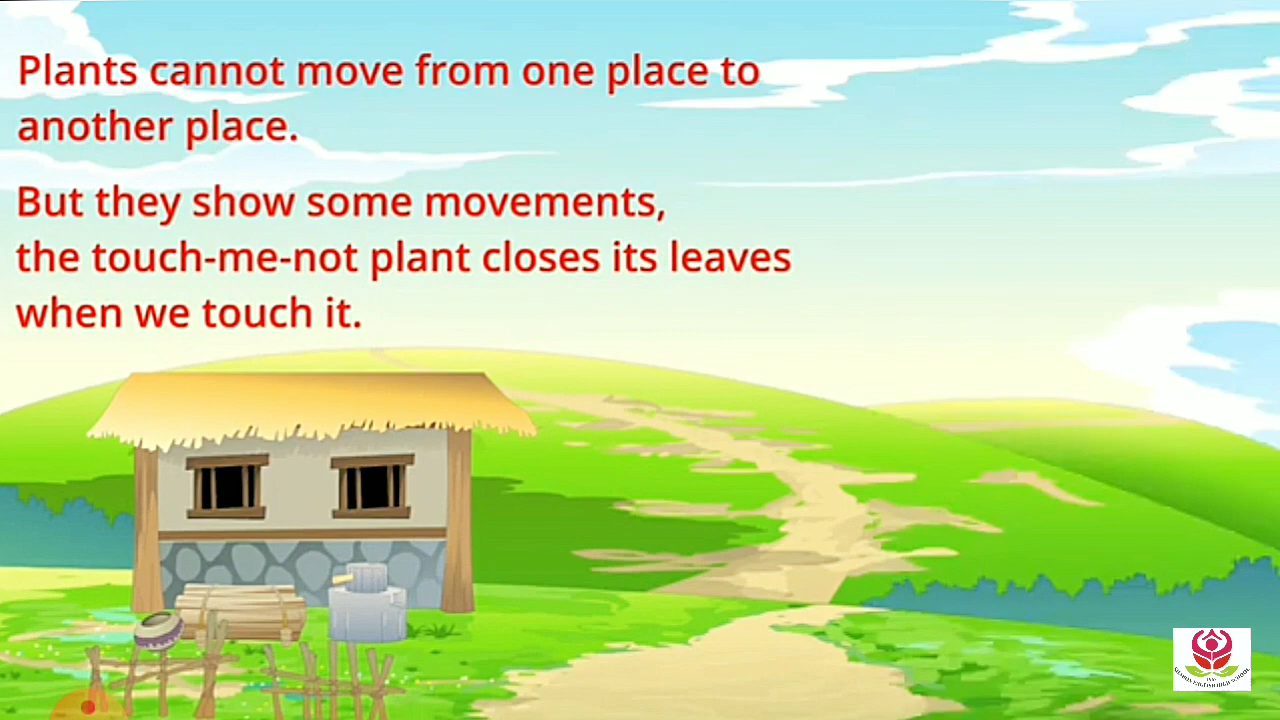 Plants cannot move from one place to
another place.
But they show some movements,
the touch-me-not plant closes its leaves
when we touch it.